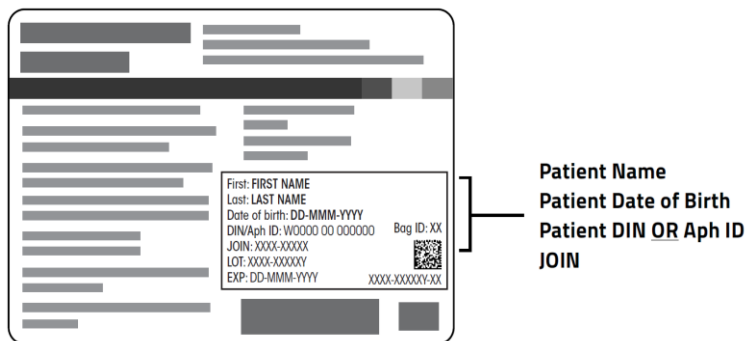 First: FIRST NAME
Last: LAST NAME
Date of birth: DD-MMM-YYYY
DIN/Aph ID: W0000 00 000000 Bag ID: XX
JOIN: XXXX-XXXXX
LOT: XXXX-XXXXXY
EXP: DD-MMM-YYYY XXXX-XXXXXY-XX
Patient Name
Patient Date of Birth
Patient DIN OR Aph ID
JOIN